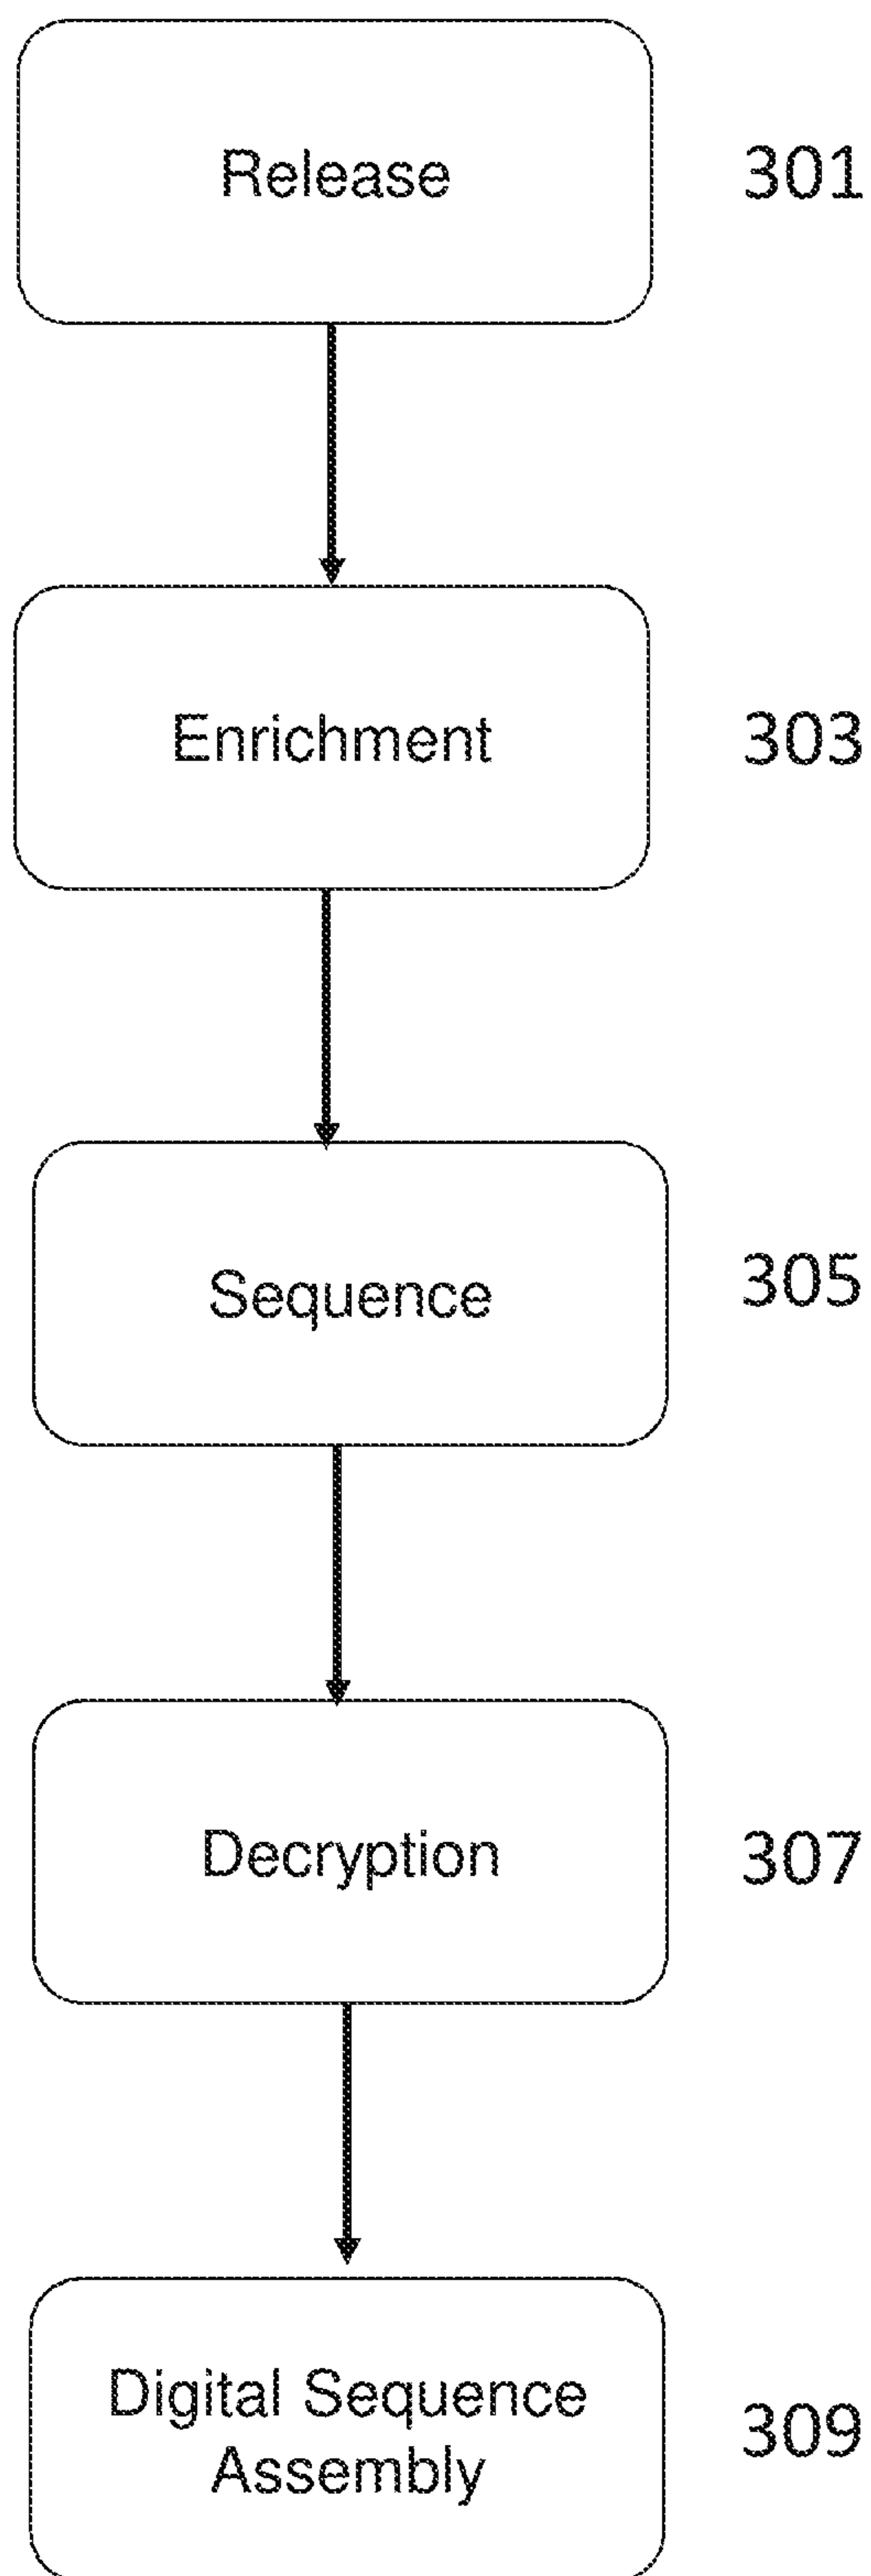 Release
301
Enrichment
303
Sequence
305
Decryption
307
Digital Sequence
Assembly
309